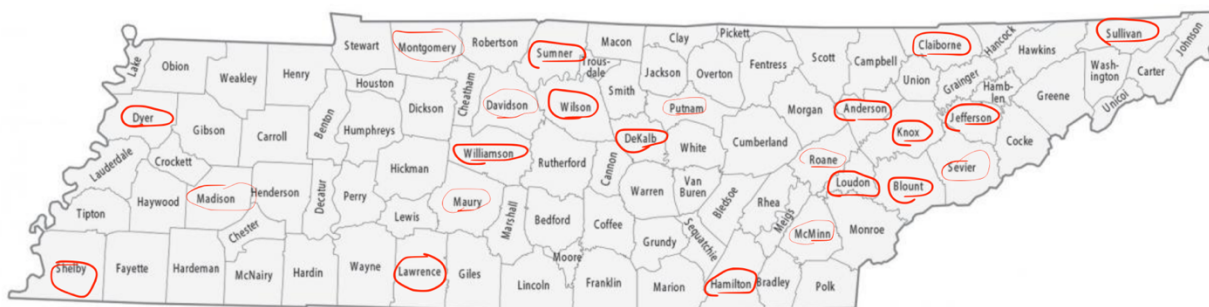 Lake
Obion
Weakley
Henry
Stewart
Montgomery
Robertson
Sumner
Macon
Clay
Pickett
Scott
Campbell
Claiborne
Hancock
Hawkins
Sullivan
Johnson
Trous-
dale
Jackson
Overton
Fentress
Union
Grainger
Hamb-
len
Greene
Wash-
ington
Carter
Unicoi
Dyer
Gibson
Carroll
Benton
Houston
Humphreys
Dickson
Cheatham
Davidson
Wilson
Smith
Putnam
Morgan
Anderson
Knox
Jefferson
Cocke
Lauderdale
Crockett
Hickman
Williamson
Rutherford
Cannon
DeKalb
White
Cumberland
Roane
Loudon
Blount
Sevier
Tipton
Haywood
Madison
Henderson
Chester
Decatur
Perry
Lewis
Maury
Marshall
Bedford
Coffee
Warren
Van
Buren
Bledsoe
Rhea
Meigs
McMinn
Monroe
Shelby
Fayette
Hardeman
McNairy
Hardin
Wayne
Lawrence
Giles
Lincoln
Moore
Franklin
Grundy
Marion
Sequatchie
Hamilton
Bradley
Polk